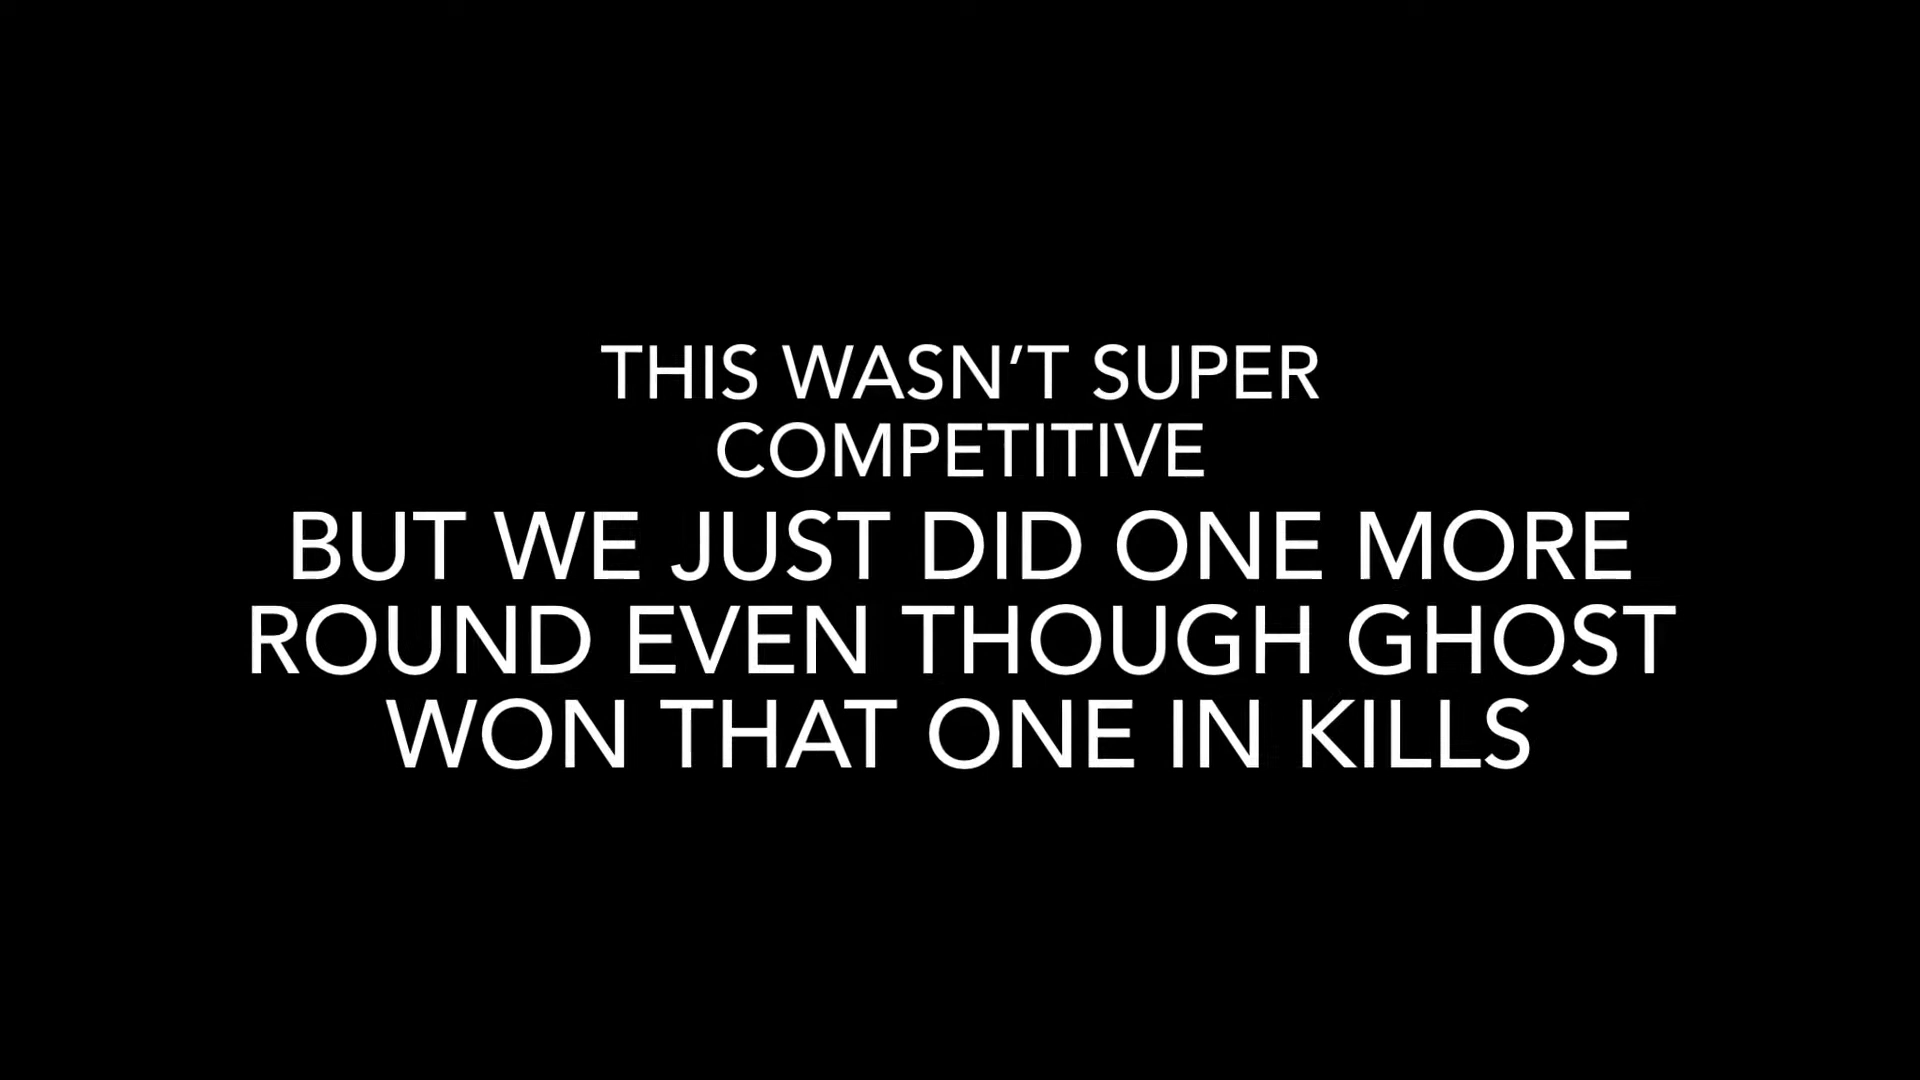 THIS WASN’T SUPER
COMPETITIVE
BUT WE JUST DID ONE MORE
ROUND EVEN THOUGH GHOST
WON THAT ONE IN KILLS